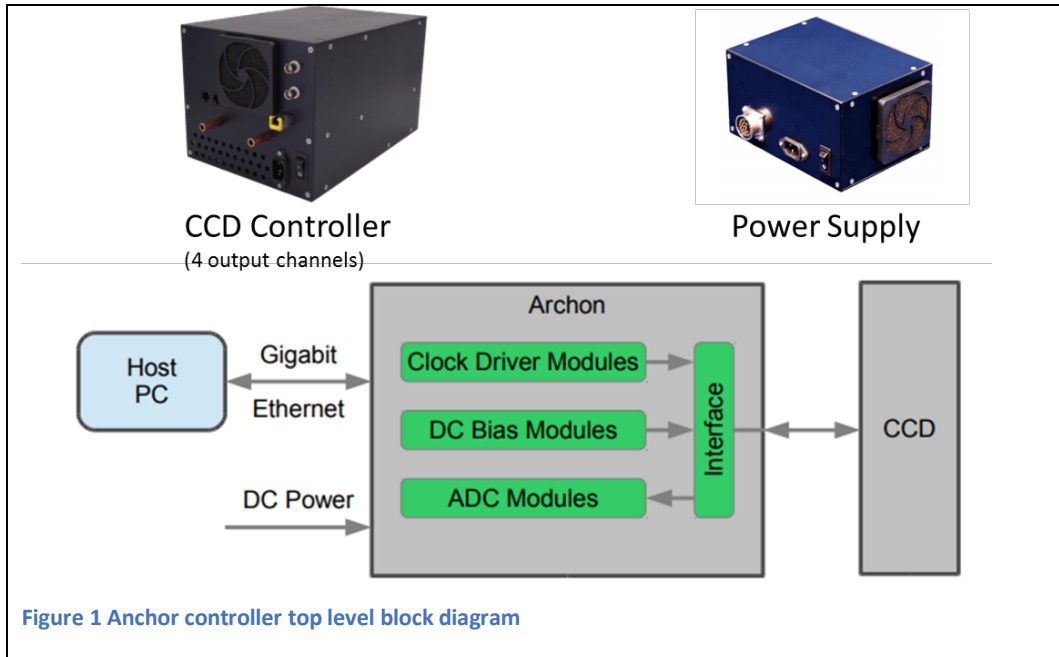 CCD Controller
(4 output channels)
Power Supply
Archon
Host
PC
Gigabit
Ethernet
DC Power
Clock Driver Modules
DC Bias Modules
ADC Modules
Interface
CCD
Figure 1 Anchor controller top level block diagram